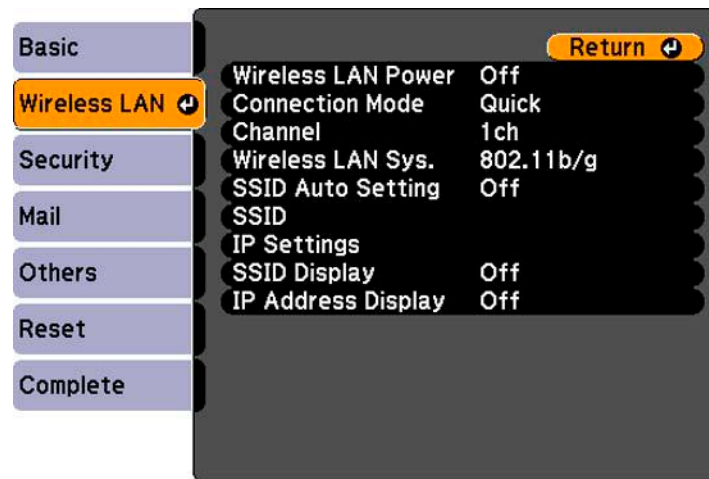 Basic
Wireless LAN
Security
Mail
Others
Reset
Complete
Return
Wireless LAN Power Off
Connection Mode Quick
Channel 1ch
Wireless LAN Sys. 802.11b/g
SSID Auto Setting Off
SSID
IP Settings
SSID Display Off
IP Address Display Off